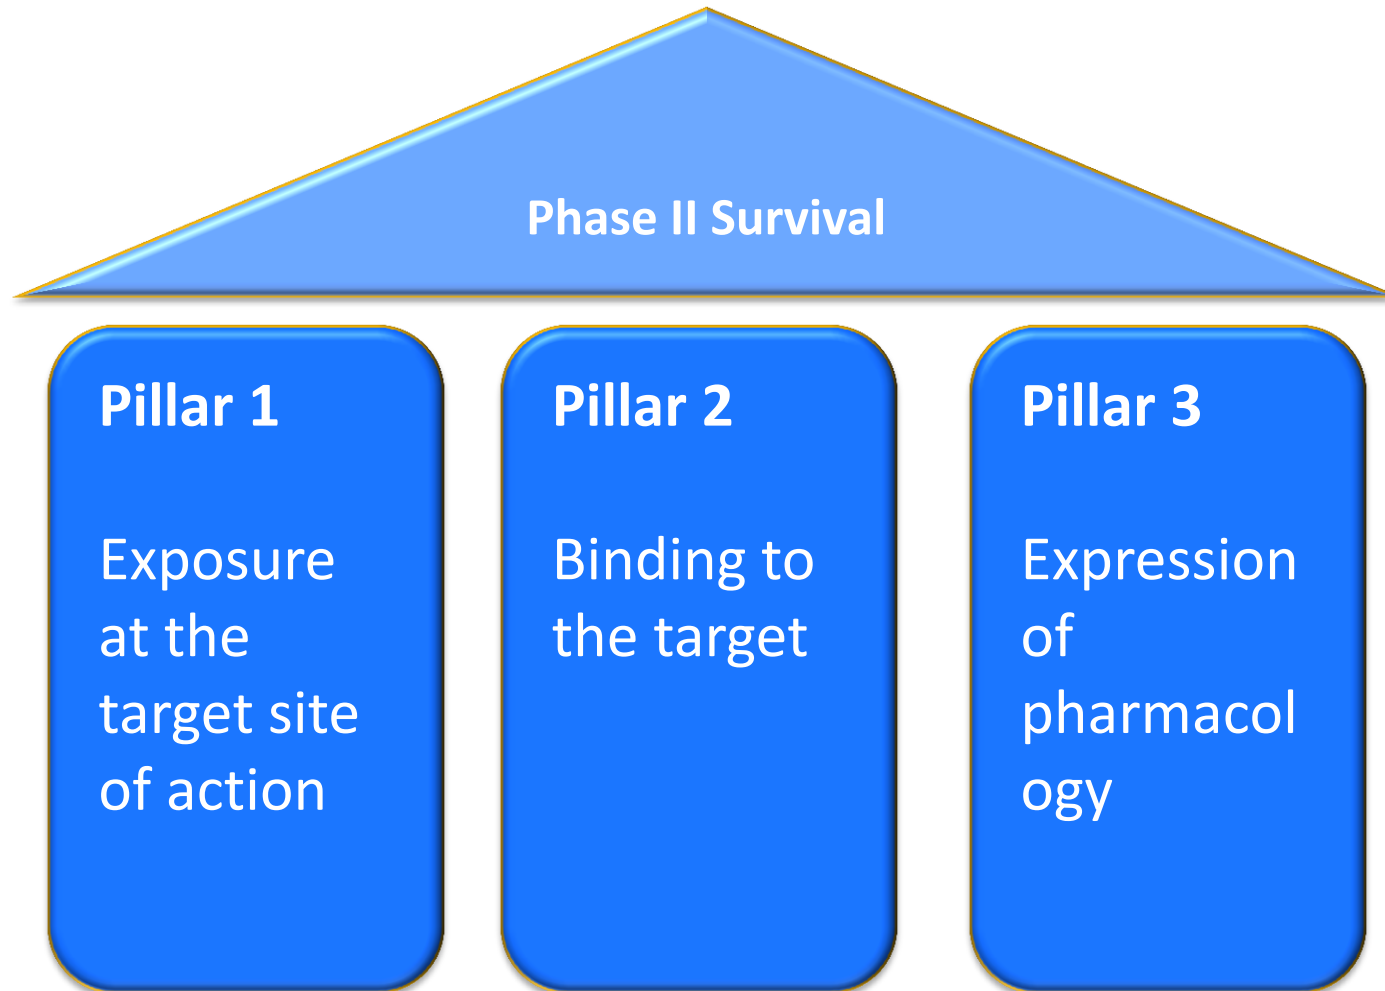 Phase II Survival
Pillar 1
Exposure
at the
target site
of action
Pillar 2
Binding to
the target
Pillar 3
Expression
of
pharmacol
ogy